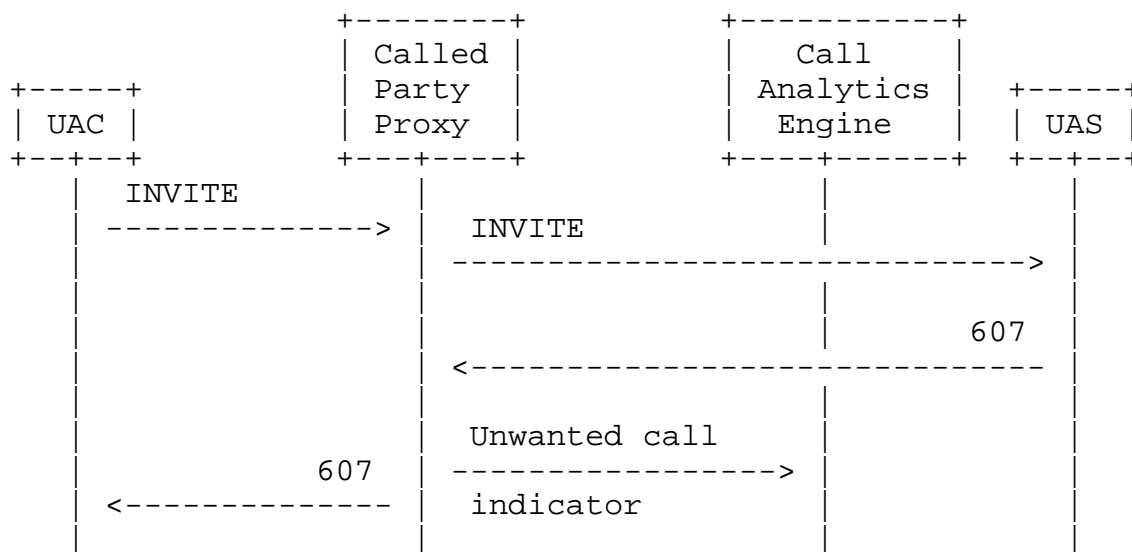 Called
Party
Proxy
Call
Analytics
Engine
UAC
UAS
INVITE
INVITE
607
Unwanted call
607
indicator